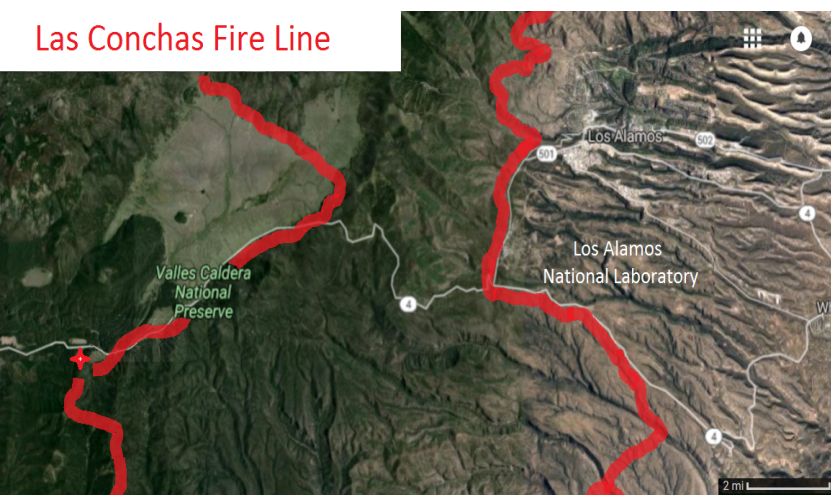 Las Conchas Fire Line
Los Alamos
502
501
4
Los Alamos
National Laboratory
Valles Caldera
National
Preserve
4
W
4
2 mi